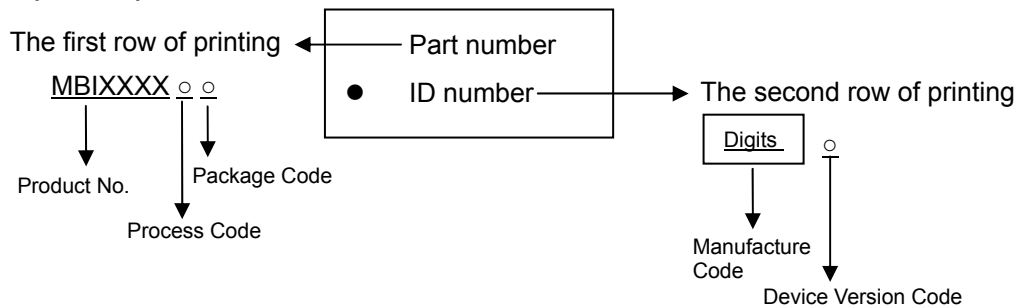 The first row of printing
MBIXXXX ○ ○
Product No.
Package Code
Process Code
Part number
● ID number
The second row of printing
Digits ○
Manufacture
Code
Device Version Code